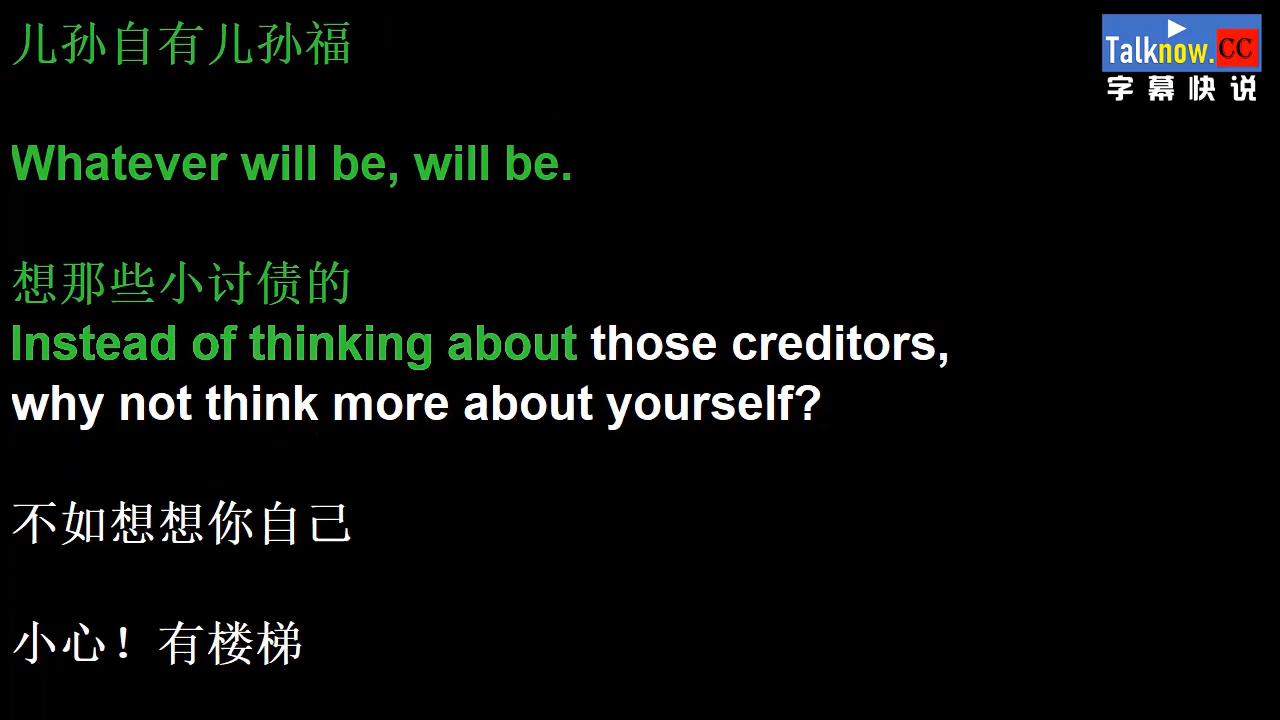 儿孙自有儿孙福
Talknow.CC
字幕快说
Whatever will be, will be.
想那些小讨债的
Instead of thinking about those creditors,
why not think more about yourself?
不如想想你自己
小心！有楼梯